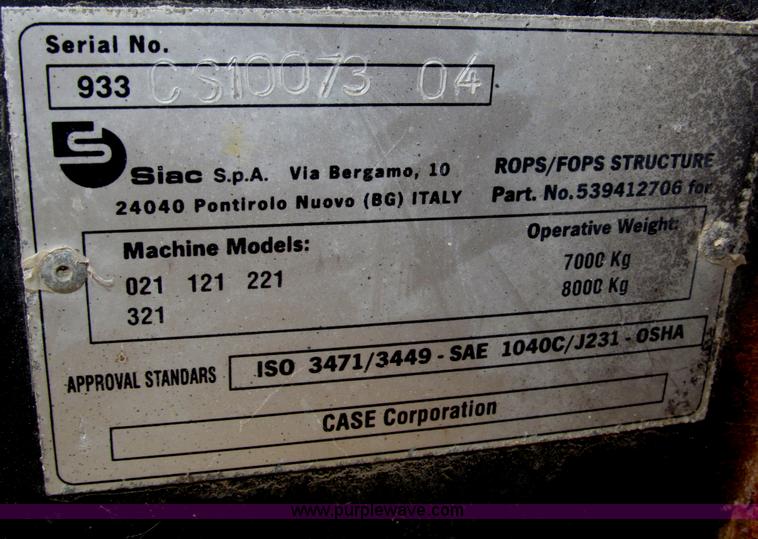 Serial No.
933 CS10073 04
Siac S.p.A. Via Bergamo, 10
24040 Pontirolo Nuovo (BG) ITALY
ROPS/FOPS STRUCTURE
Part. No.539412706 for
Machine Models: Operative Weight:
021 121 221 7000 Kg
321 8000 Kg
APPROVAL STANDARS ISO 3471/3449 - SAE 1040C/J231 - OSHA
CASE Corporation
www.purplewave.com